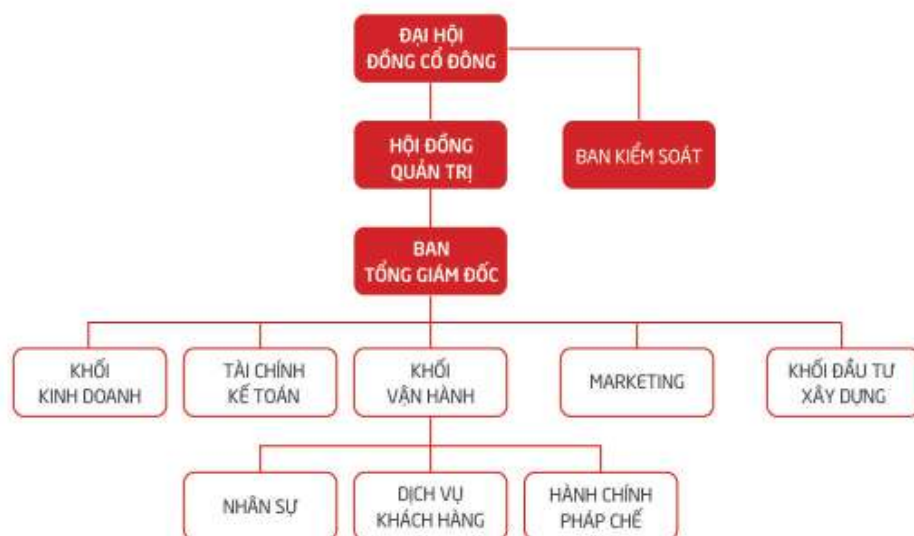 ĐẠI HỘI
ĐỒNG CỔ ĐÔNG
HỘI ĐỒNG
QUẢN TRỊ
BAN KIỂM SOÁT
BAN
TỔNG GIÁM ĐỐC
KHỐI
KINH DOANH
TÀI CHÍNH
KẾ TOÁN
KHỐI
VẬN HÀNH
MARKETING
KHỐI ĐẦU TƯ
XÂY DỰNG
NHÂN SỰ
DỊCH VỤ
KHÁCH HÀNG
HÀNH CHÍNH
PHÁP CHẾ